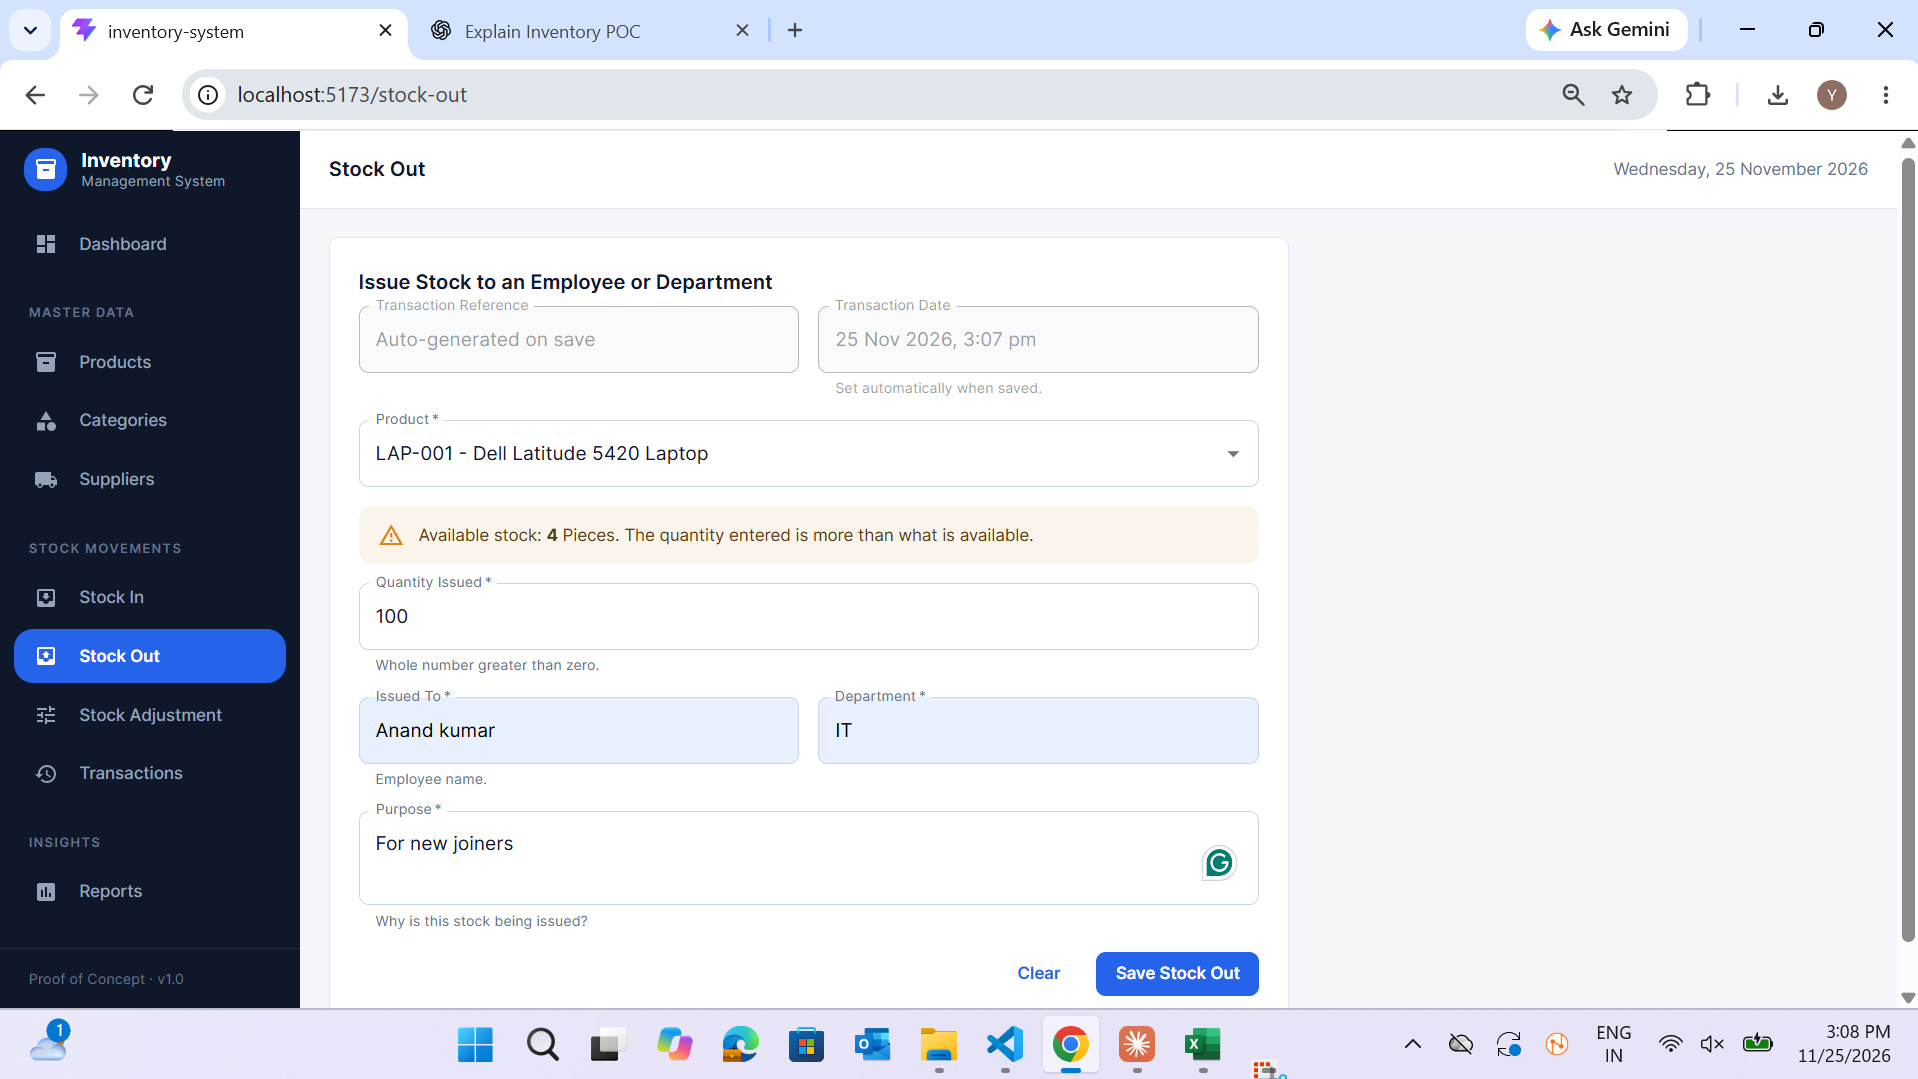 inventory-system
Explain Inventory POC
Ask Gemini
localhost:5173/stock-out
Y
Inventory
Management System
Dashboard
MASTER DATA
Products
Categories
Suppliers
STOCK MOVEMENTS
Stock In
Stock Out
Stock Adjustment
Transactions
INSIGHTS
Reports
Proof of Concept · v1.0
Stock Out
Wednesday, 25 November 2026
Issue Stock to an Employee or Department
Transaction Reference
Auto-generated on save
Transaction Date
25 Nov 2026, 3:07 pm
Set automatically when saved.
Product *
LAP-001 - Dell Latitude 5420 Laptop
Available stock: 4 Pieces. The quantity entered is more than what is available.
Quantity Issued *
100
Whole number greater than zero.
Issued To *
Anand kumar
Employee name.
Department *
IT
Purpose *
For new joiners
Why is this stock being issued?
Clear
Save Stock Out
1
ENG
IN
3:08 PM
11/25/2026